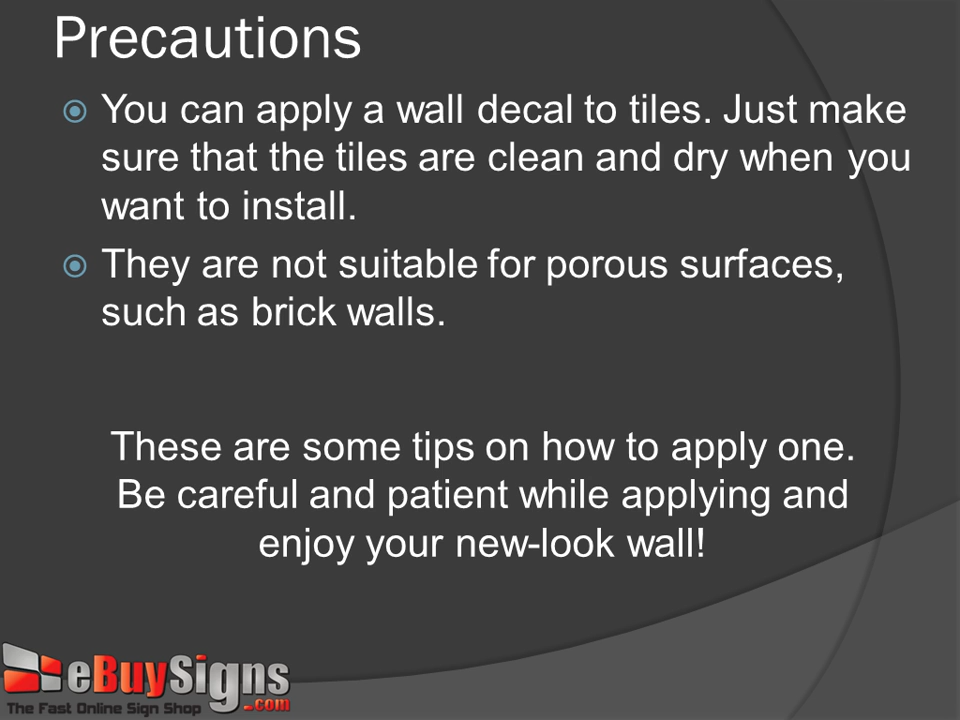 Precautions
You can apply a wall decal to tiles. Just make
sure that the tiles are clean and dry when you
want to install.
They are not suitable for porous surfaces,
such as brick walls.
These are some tips on how to apply one.
Be careful and patient while applying and
enjoy your new-look wall!
eBuySigns
.com
The Fast Online Sign Shop